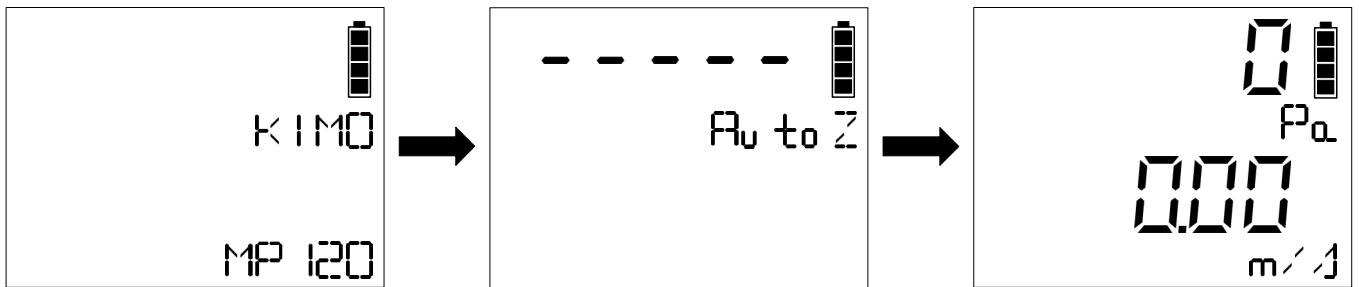 KIMO
MP 120
-----
Auto Z
0
Pa
0.00
m/s